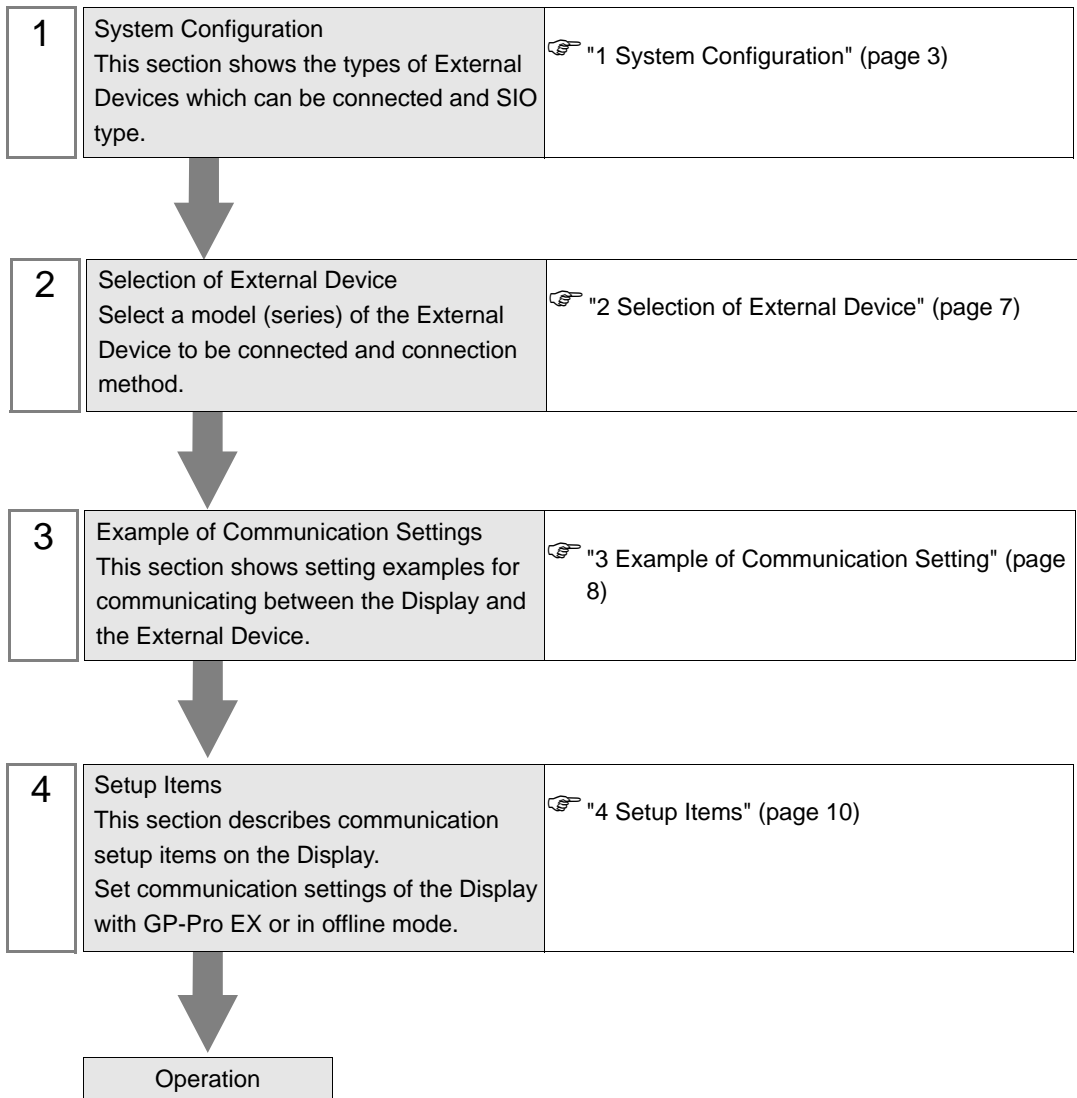 1
System Configuration
This section shows the types of External
Devices which can be connected and SIO
type.
"1 System Configuration" (page 3)
2
Selection of External Device
Select a model (series) of the External
Device to be connected and connection
method.
"2 Selection of External Device" (page 7)
3
Example of Communication Settings
This section shows setting examples for
communicating between the Display and
the External Device.
"3 Example of Communication Setting" (page
8)
4
Setup Items
This section describes communication
setup items on the Display.
Set communication settings of the Display
with GP-Pro EX or in offline mode.
"4 Setup Items" (page 10)
Operation